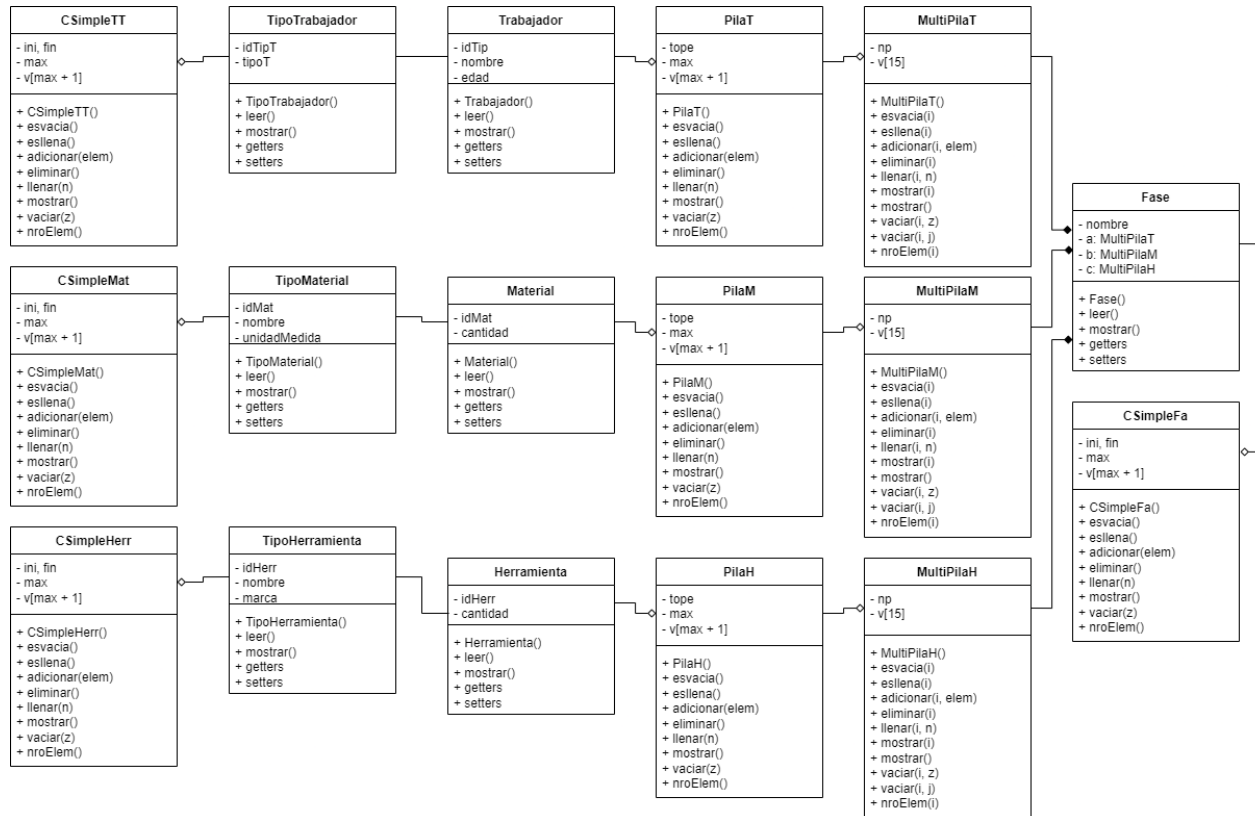 CSimpleTT
- ini, fin
- max
- v[max + 1]
+ CSimpleTT()
+ esvacia()
+ esllena()
+ adicionar(elem)
+ eliminar()
+ llenar(n)
+ mostrar()
+ vaciar(z)
+ nroElem()
TipoTrabajador
- idTipT
- tipoT
+ TipoTrabajador()
+ leer()
+ mostrar()
+ getters
+ setters
Trabajador
- idTip
- nombre
- edad
+ Trabajador()
+ leer()
+ mostrar()
+ getters
+ setters
PilaT
- tope
- max
- v[max + 1]
+ PilaT()
+ esvacia()
+ esllena()
+ adicionar(elem)
+ eliminar()
+ llenar(n)
+ mostrar()
+ vaciar(z)
+ nroElem()
MultiPilaT
- np
- v[15]
+ MultiPilaT()
+ esvacia(i)
+ esllena(i)
+ adicionar(i, elem)
+ eliminar(i)
+ llenar(i, n)
+ mostrar(i)
+ mostrar()
+ vaciar(i, z)
+ vaciar(i, j)
+ nroElem(i)
Fase
- nombre
- a: MultiPilaT
- b: MultiPilaM
- c: MultiPilaH
+ Fase()
+ leer()
+ mostrar()
+ getters
+ setters
CSimpleMat
- ini, fin
- max
- v[max + 1]
+ CSimpleMat()
+ esvacia()
+ esllena()
+ adicionar(elem)
+ eliminar()
+ llenar(n)
+ mostrar()
+ vaciar(z)
+ nroElem()
TipoMaterial
- idMat
- nombre
- unidadMedida
+ TipoMaterial()
+ leer()
+ mostrar()
+ getters
+ setters
Material
- idMat
- cantidad
+ Material()
+ leer()
+ mostrar()
+ getters
+ setters
PilaM
- tope
- max
- v[max + 1]
+ PilaM()
+ esvacia()
+ esllena()
+ adicionar(elem)
+ eliminar()
+ llenar(n)
+ mostrar()
+ vaciar(z)
+ nroElem()
MultiPilaM
- np
- v[15]
+ MultiPilaM()
+ esvacia(i)
+ esllena(i)
+ adicionar(i, elem)
+ eliminar(i)
+ llenar(i, n)
+ mostrar(i)
+ mostrar()
+ vaciar(i, z)
+ vaciar(i, j)
+ nroElem(i)
CSimpleFa
- ini, fin
- max
- v[max + 1]
+ CSimpleFa()
+ esvacia()
+ esllena()
+ adicionar(elem)
+ eliminar()
+ llenar(n)
+ mostrar()
+ vaciar(z)
+ nroElem()
CSimpleHerr
- ini, fin
- max
- v[max + 1]
+ CSimpleHerr()
+ esvacia()
+ esllena()
+ adicionar(elem)
+ eliminar()
+ llenar(n)
+ mostrar()
+ vaciar(z)
+ nroElem()
TipoHerramienta
- idHerr
- nombre
- marca
+ TipoHerramienta()
+ leer()
+ mostrar()
+ getters
+ setters
Herramienta
- idHerr
- cantidad
+ Herramienta()
+ leer()
+ mostrar()
+ getters
+ setters
PilaH
- tope
- max
- v[max + 1]
+ PilaH()
+ esvacia()
+ esllena()
+ adicionar(elem)
+ eliminar()
+ llenar(n)
+ mostrar()
+ vaciar(z)
+ nroElem()
MultiPilaH
- np
- v[15]
+ MultiPilaH()
+ esvacia(i)
+ esllena(i)
+ adicionar(i, elem)
+ eliminar(i)
+ llenar(i, n)
+ mostrar(i)
+ mostrar()
+ vaciar(i, z)
+ vaciar(i, j)
+ nroElem(i)